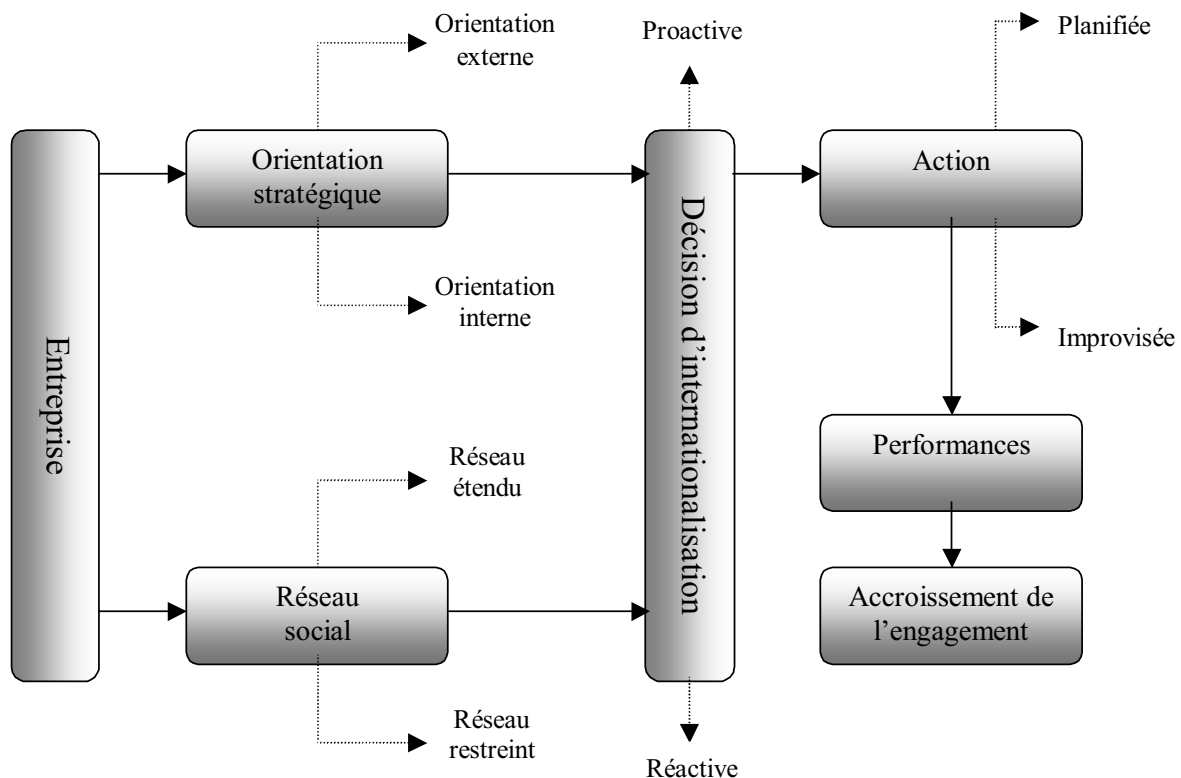 Orientation
externe
Proactive
Planifiée
Orientation
stratégique
Action
Orientation
interne
Entreprise
Décision d’internationalisation
Improvisée
Réseau
étendu
Performances
Réseau
social
Accroissement de
l’engagement
Réseau
restreint
Réactive